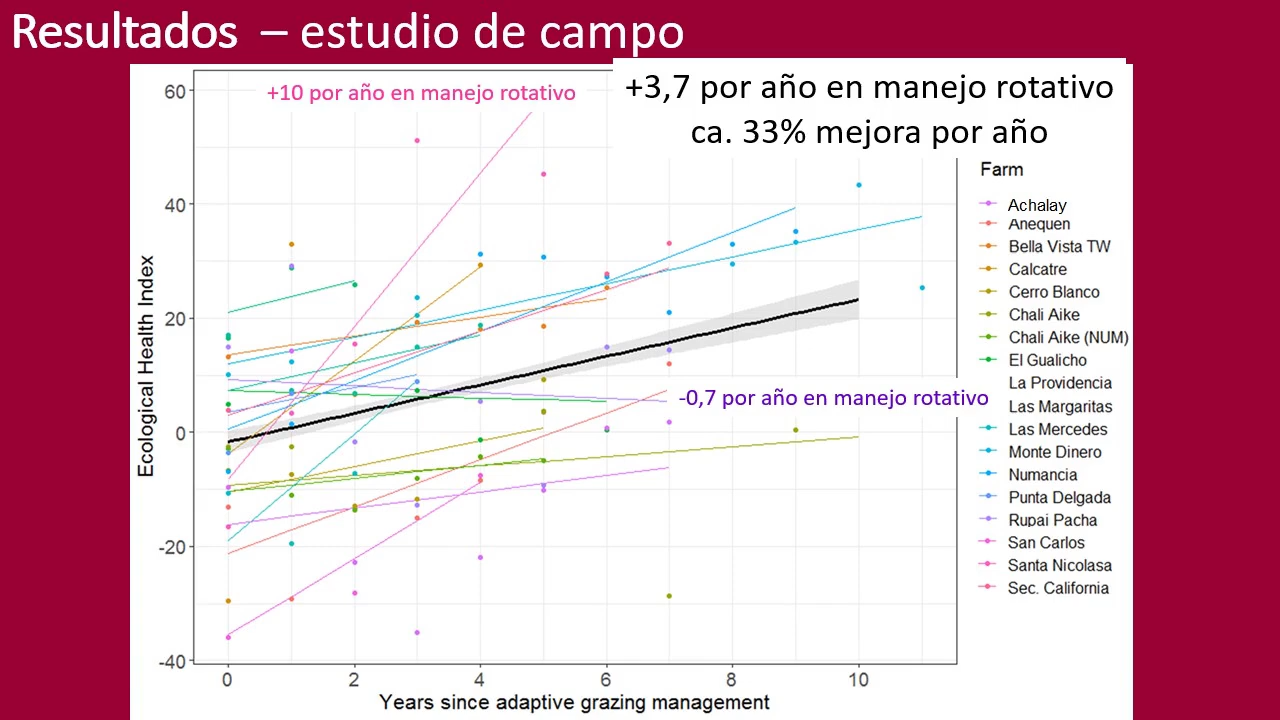 Resultados – estudio de campo
+10 por año en manejo rotativo
+3,7 por año en manejo rotativo
ca. 33% mejora por año
-0,7 por año en manejo rotativo
Ecological Health Index
60
40
20
0
-20
-40
0 2 4 6 8 10
Years since adaptive grazing management
Farm
Achalay
Anequen
Bella Vista TW
Calcatre
Cerro Blanco
Chali Aike
Chali Aike (NUM)
El Gualicho
La Providencia
Las Margaritas
Las Mercedes
Monte Dinero
Numancia
Punta Delgada
Rupai Pacha
San Carlos
Santa Nicolasa
Sec. California